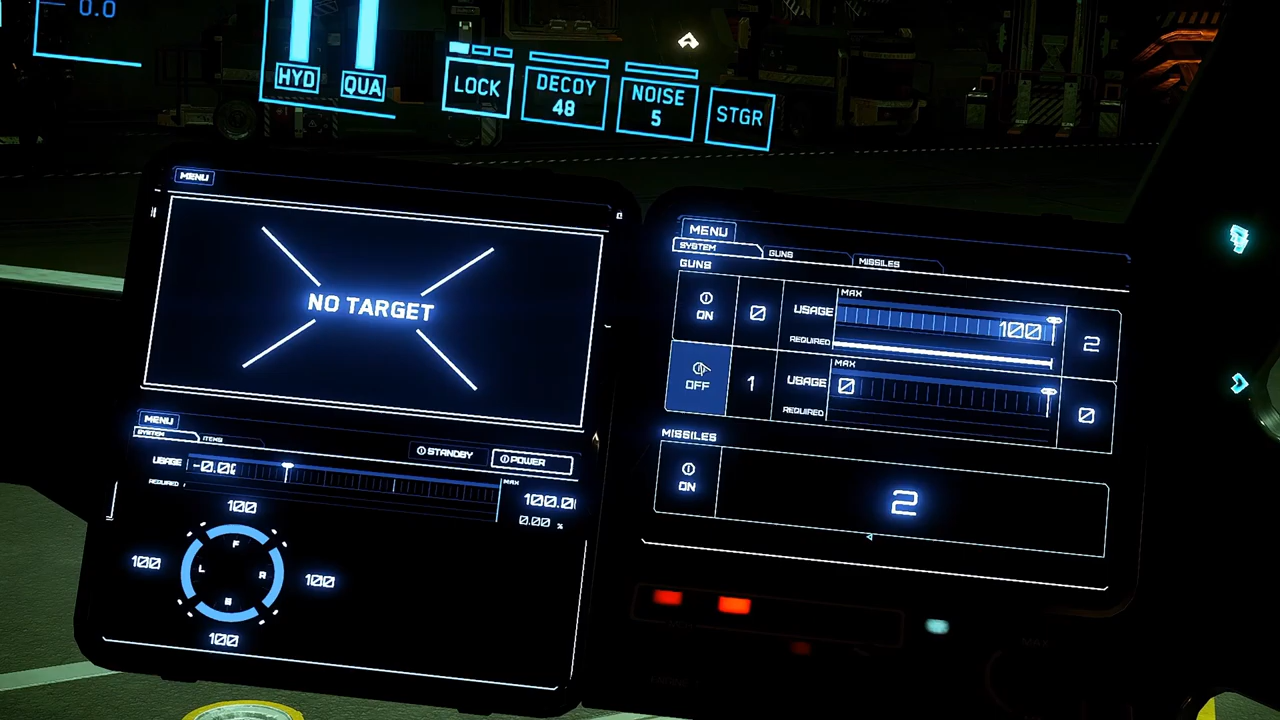 0.0
HYD
QUA
LOCK
DECOY
48
NOISE
5
STGR
MENU
NO TARGET
MENU
SYSTEM
ITEMS
STANDBY
POWER
USAGE
-0.00
MAX
REQUIRED
100.0
0.00 %
100
F
100
L
R
100
B
100
MENU
SYSTEM
GUNS
MISSILES
GUNS
ON
0
USAGE
MAX
100
REQUIRED
2
OFF
1
USAGE
MAX
0
REQUIRED
0
MISSILES
ON
2